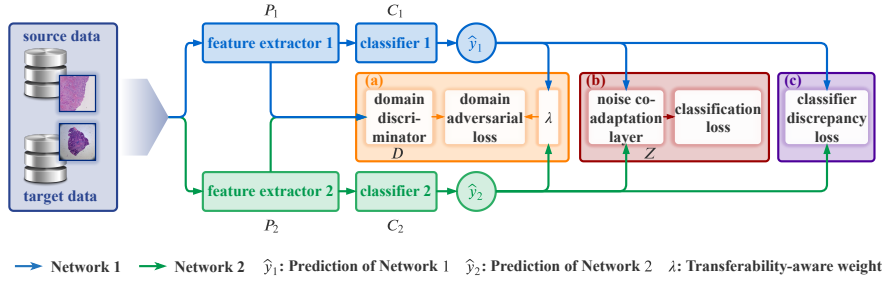 P₁
C₁
source data
feature extractor 1
classifier 1
ŷ₁
(a)
(b)
(c)
domain
discri-
minator
domain
adversarial
loss
λ
noise co-
adaptation
layer
classification
loss
classifier
discrepancy
loss
D
Z
target data
feature extractor 2
classifier 2
ŷ₂
P₂
C₂
Network 1
Network 2
ŷ₁: Prediction of Network 1
ŷ₂: Prediction of Network 2
λ: Transferability-aware weight